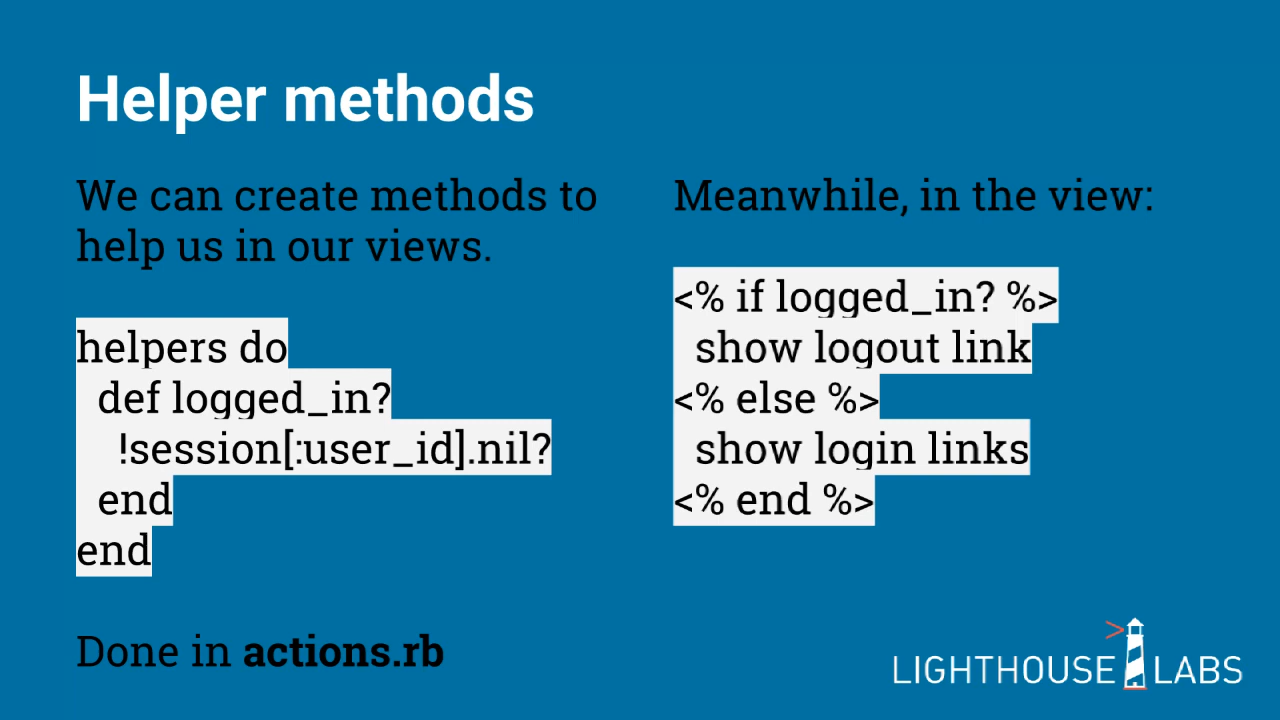 Helper methods
We can create methods to
help us in our views.
helpers do
  def logged_in?
    !session[:user_id].nil?
  end
end
Done in actions.rb
Meanwhile, in the view:
<% if logged_in? %>
  show logout link
<% else %>
  show login links
<% end %>
>
LIGHTHOUSE LABS